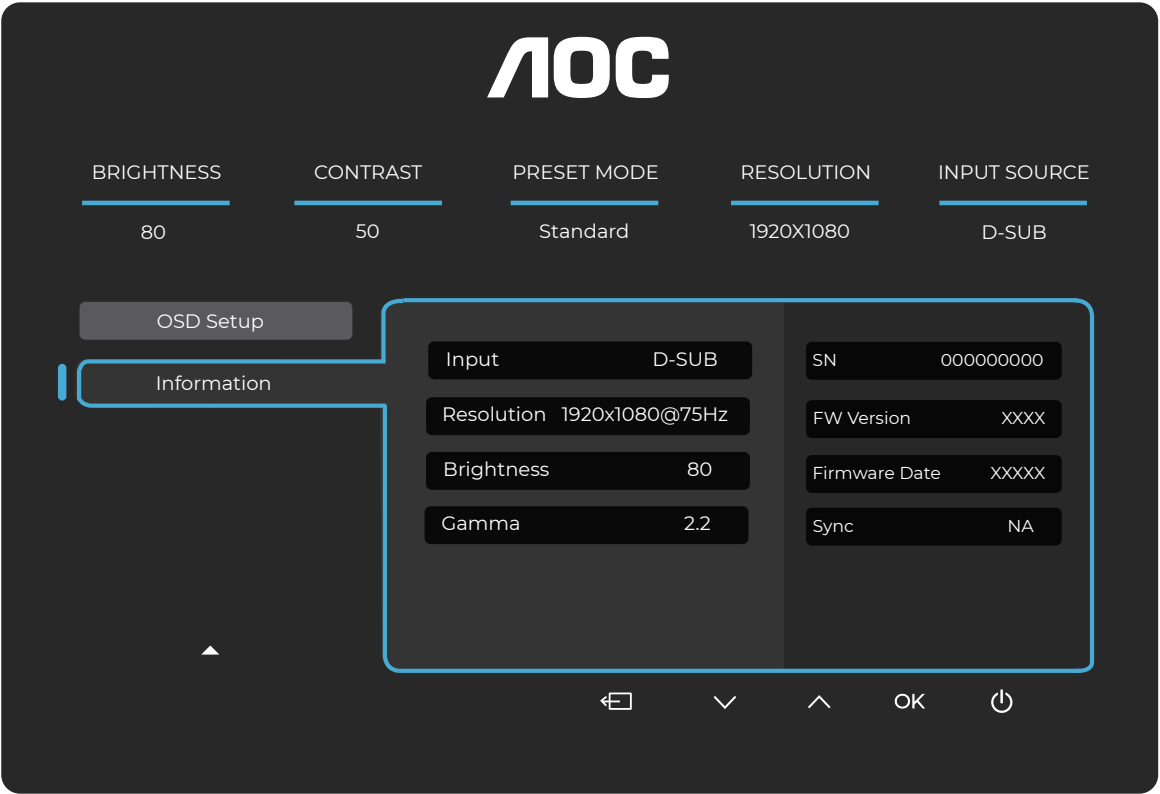 AOC
BRIGHTNESS CONTRAST PRESET MODE RESOLUTION INPUT SOURCE
80 50 Standard 1920X1080 D-SUB
OSD Setup
Information
Input D-SUB
Resolution 1920x1080@75Hz
Brightness 80
Gamma 2.2
SN 000000000
FW Version XXXX
Firmware Date XXXXX
Sync NA
OK